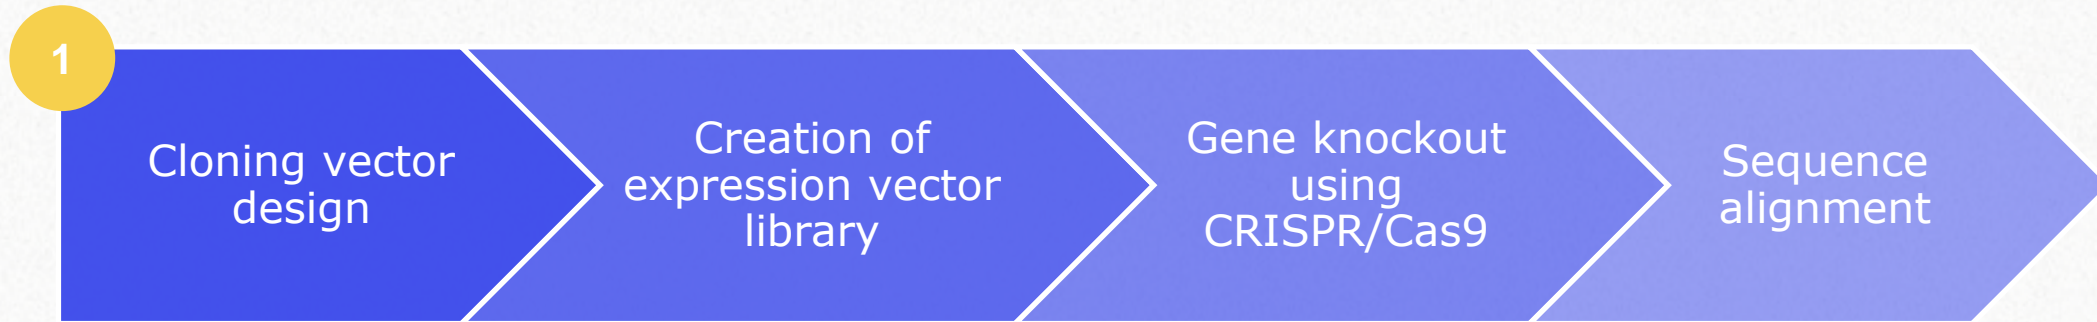 1
Cloning vector
design
Creation of
expression vector
library
Gene knockout
using
CRISPR/Cas9
Sequence
alignment